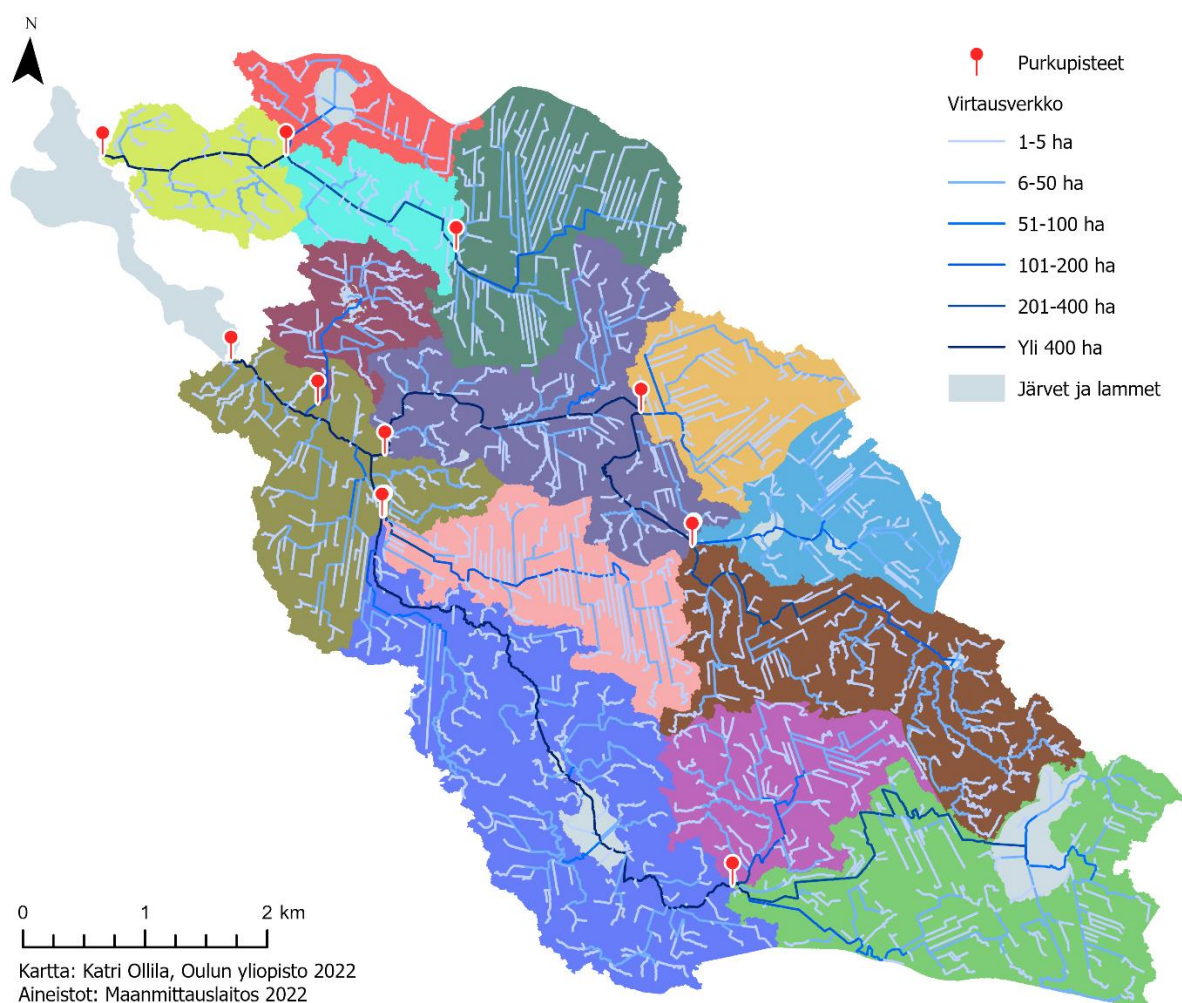 N
Purkupisteet
Virtausverkko
1-5 ha
6-50 ha
51-100 ha
101-200 ha
201-400 ha
Yli 400 ha
Järvet ja lammet
0 1 2 km
Kartta: Katri Ollila, Oulun yliopisto 2022
Aineistot: Maanmittauslaitos 2022